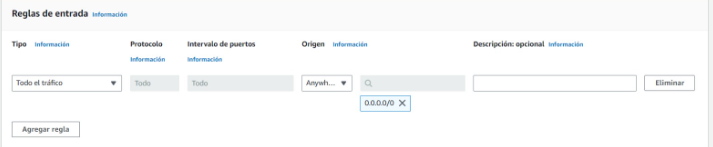 Reglas de entrada Información
Tipo Información Protocolo Intervalo de puertos Origen Información Descripción: opcional Información
Información Información
Todo el tráfico Todo Todo Anywh... Eliminar
0.0.0.0/0
Agregar regla